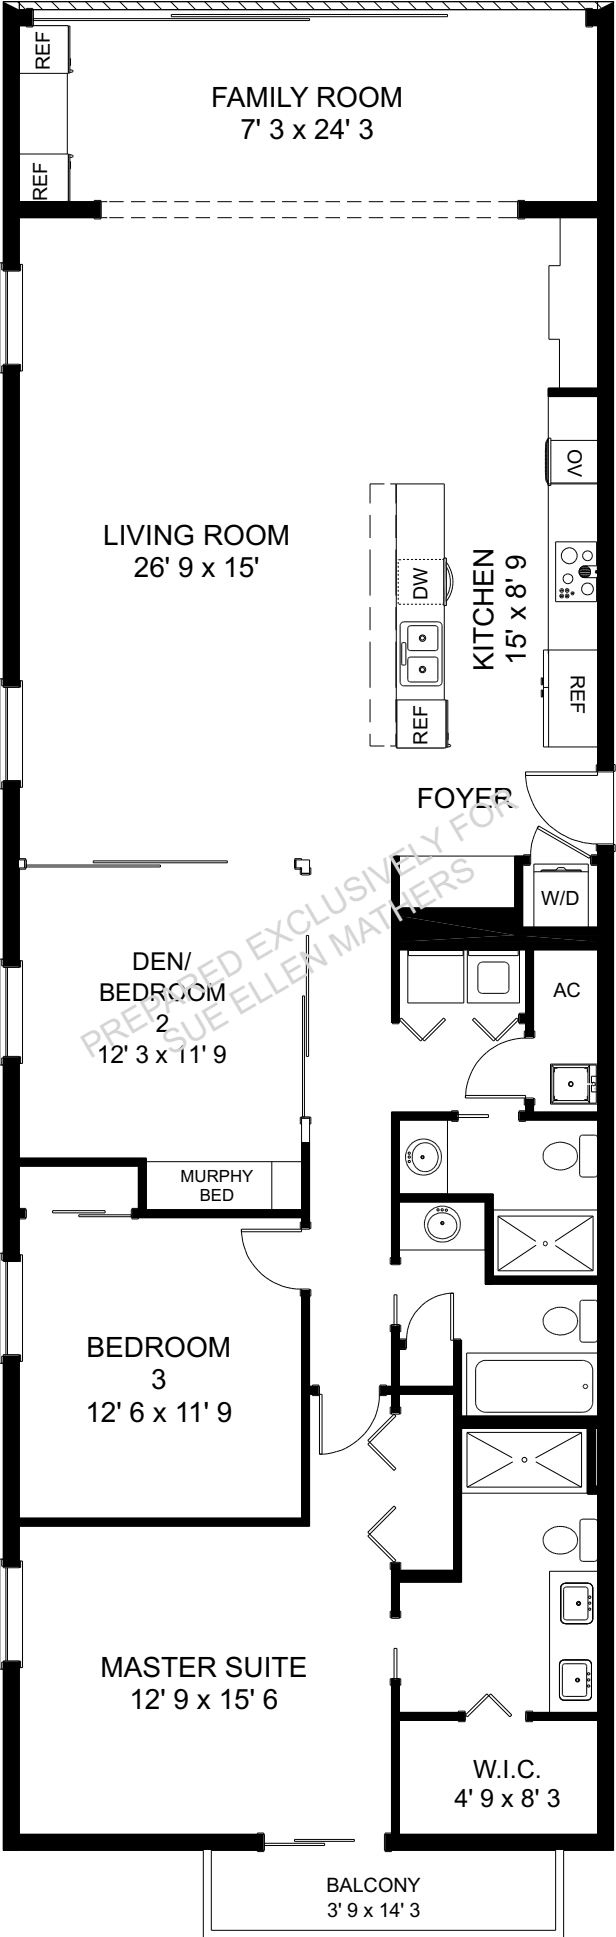 REF
FAMILY ROOM
7' 3 x 24' 3
REF
OV
LIVING ROOM
26' 9 x 15'
DW
KITCHEN
15' x 8' 9
REF
REF
FOYER
PREPARED EXCLUSIVELY FOR
SUE ELLEN MATHERS
W/D
DEN/
BEDROOM
2
12' 3 x 11' 9
AC
MURPHY
BED
BEDROOM
3
12' 6 x 11' 9
MASTER SUITE
12' 9 x 15' 6
W.I.C.
4' 9 x 8' 3
BALCONY
3' 9 x 14' 3